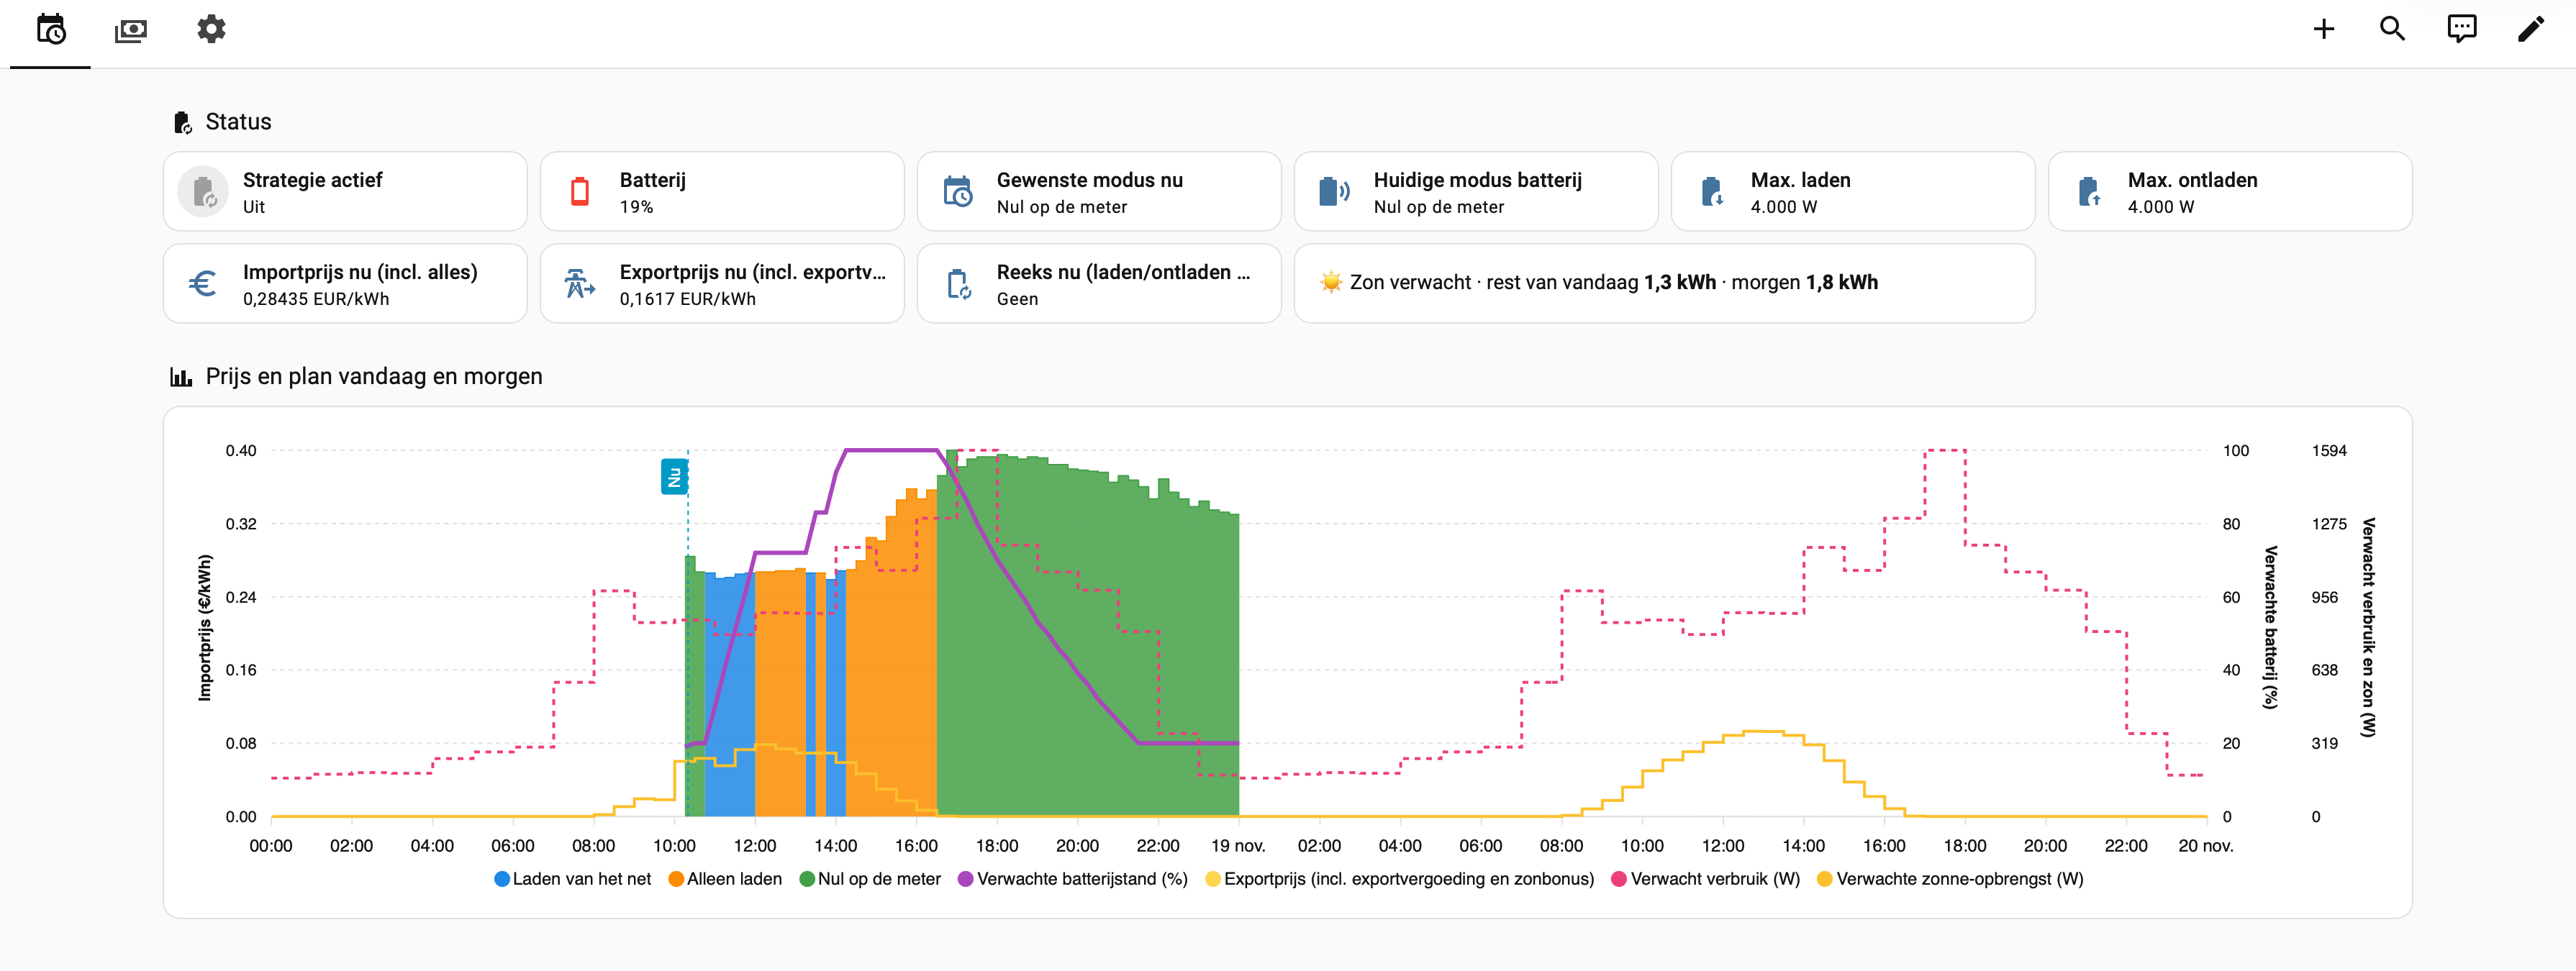 Status
Strategie actief
Uit
Batterij
19%
Gewenste modus nu
Nul op de meter
Huidige modus batterij
Nul op de meter
Max. laden
4.000 W
Max. ontladen
4.000 W
Importprijs nu (incl. alles)
0,28435 EUR/kWh
Exportprijs nu (incl. exportv...
0,1617 EUR/kWh
Reeks nu (laden/ontladen ...
Geen
Zon verwacht · rest van vandaag 1,3 kWh · morgen 1,8 kWh
Prijs en plan vandaag en morgen
Importprijs (€/kWh)
0.40
0.32
0.24
0.16
0.08
0.00
Nu
100
80
60
40
20
0
Verwachte batterij (%)
1594
1275
956
638
319
0
Verwacht verbruik en zon (W)
00:00 02:00 04:00 06:00 08:00 10:00 12:00 14:00 16:00 18:00 20:00 22:00 19 nov. 02:00 04:00 06:00 08:00 10:00 12:00 14:00 16:00 18:00 20:00 22:00 20 nov.
Laden van het net Alleen laden Nul op de meter Verwachte batterijstand (%) Exportprijs (incl. exportvergoeding en zonbonus) Verwacht verbruik (W) Verwachte zonne-opbrengst (W)